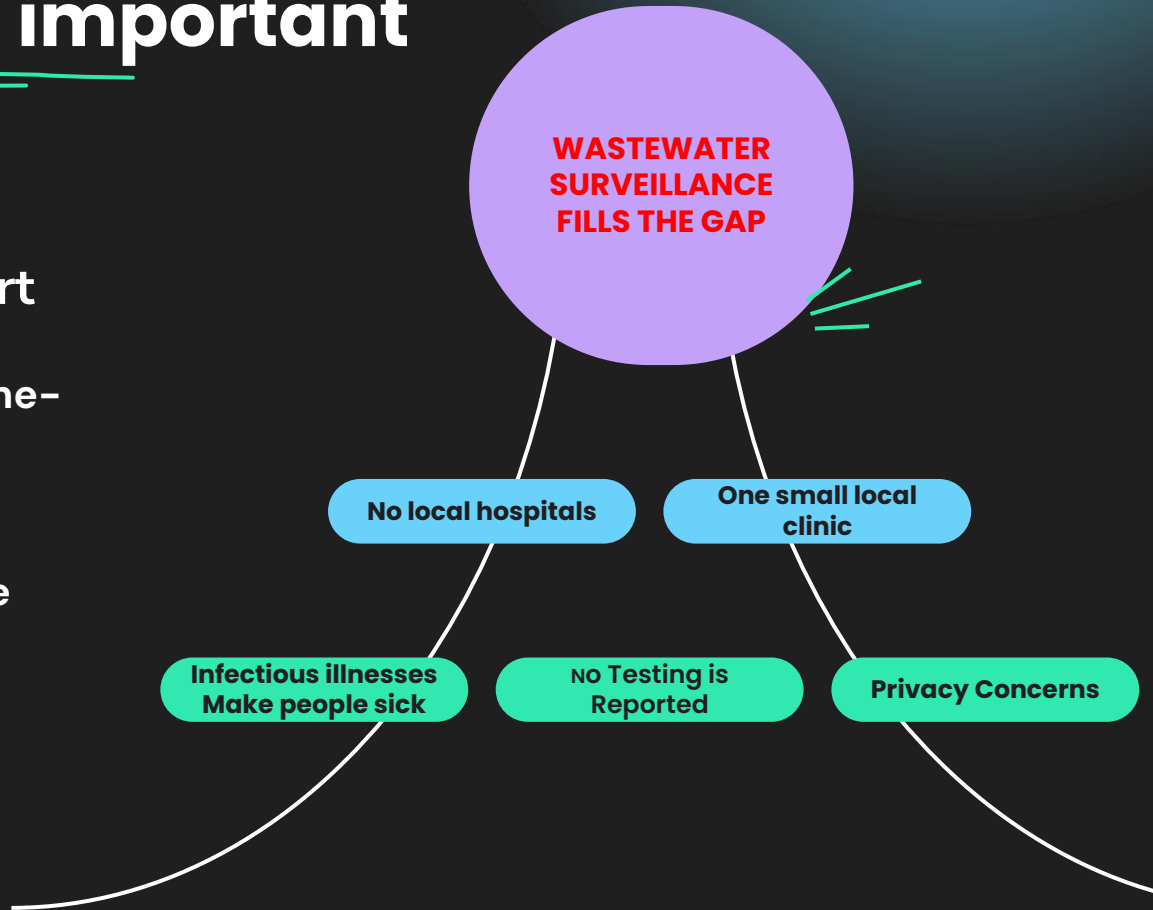 important
WASTEWATER
SURVEILLANCE
FILLS THE GAP
rt
ne-
No local hospitals
One small local
clinic
e
Infectious illnesses
Make people sick
No Testing is
Reported
Privacy Concerns